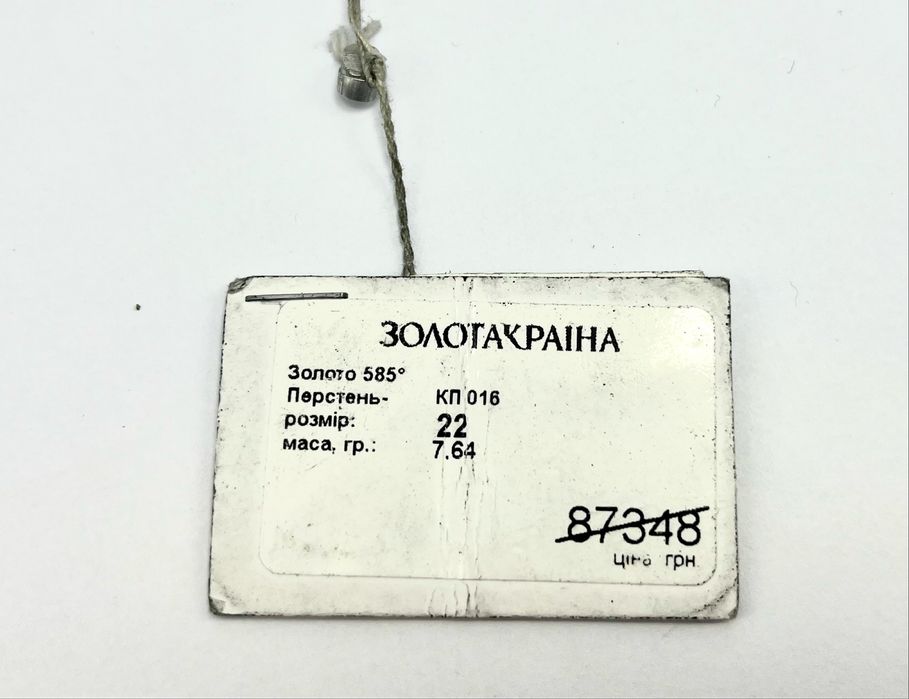 ЗОЛОТАКРАЇНА
Золото 585°
Перстень- КП 016
розмір: 22
маса, гр.: 7,64
87348
ціна грн